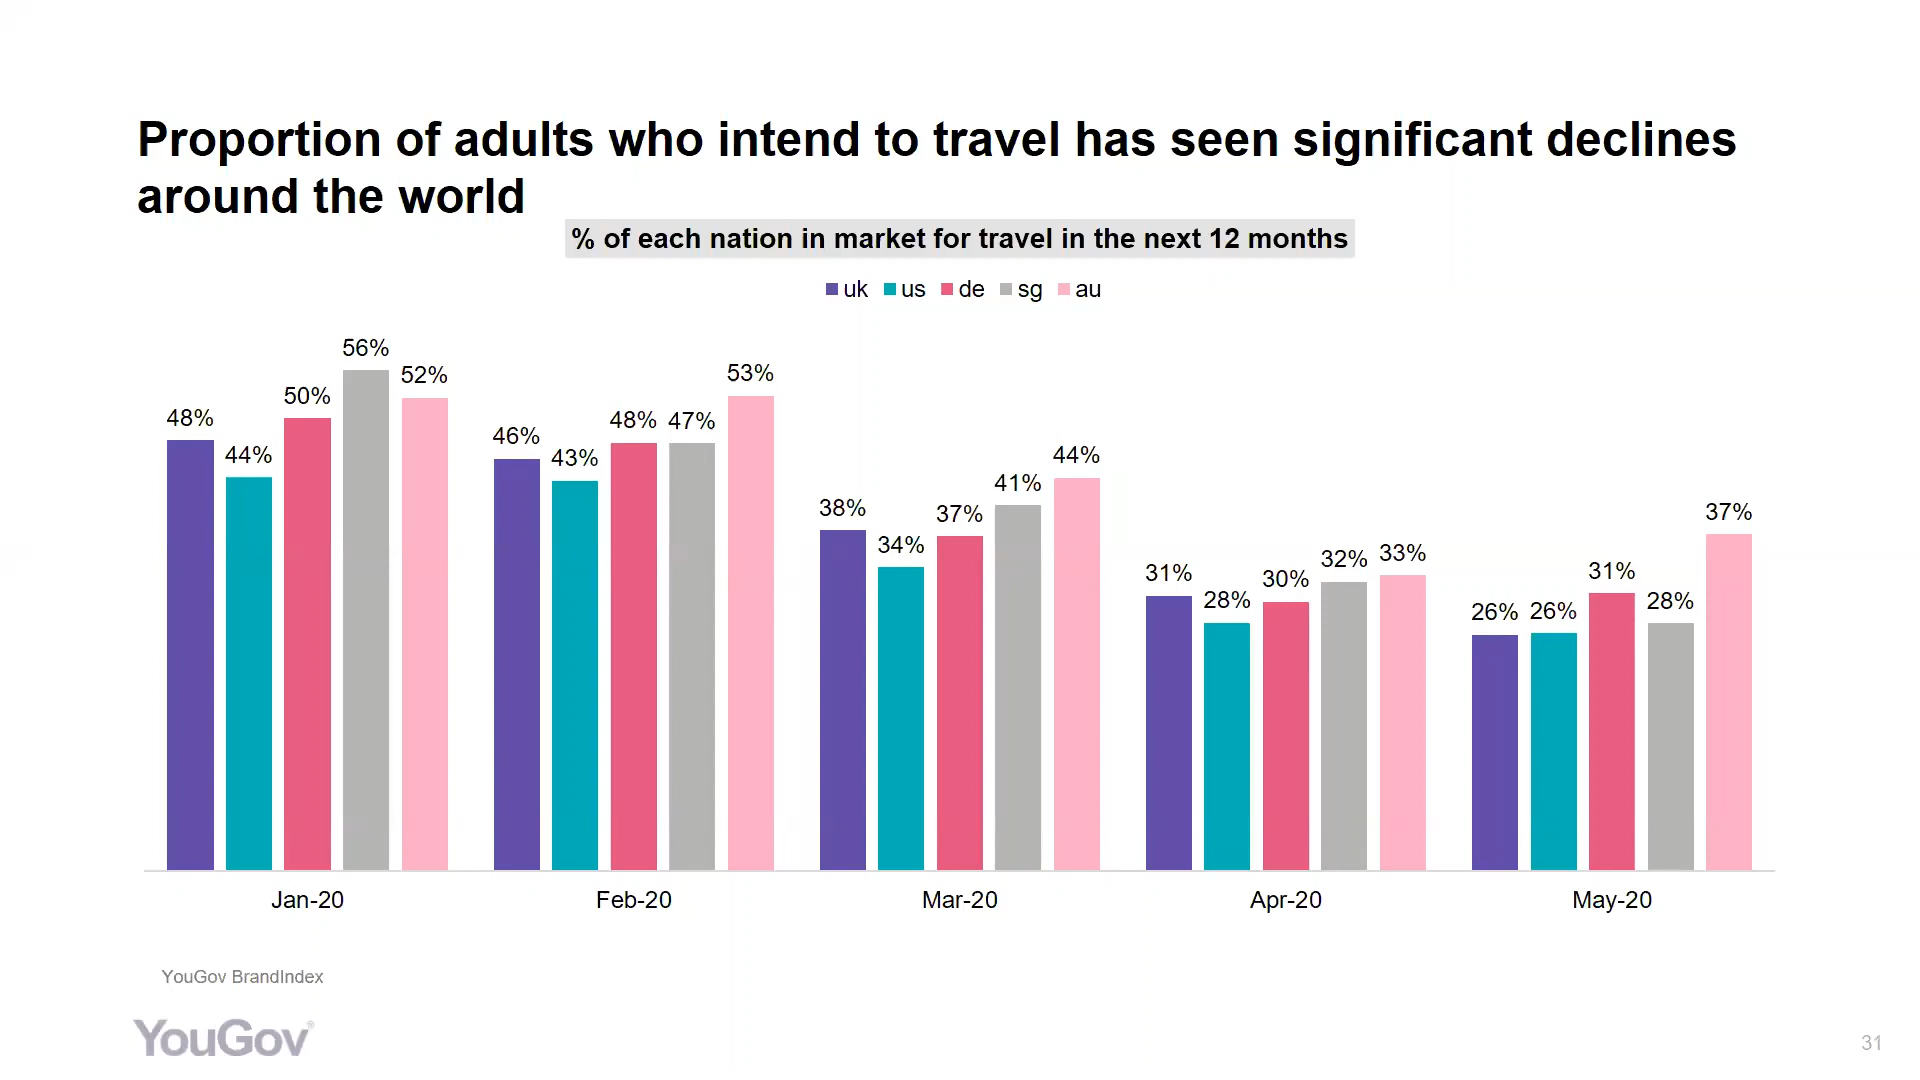 Proportion of adults who intend to travel has seen significant declines
around the world
% of each nation in market for travel in the next 12 months
uk us de sg au
48% 44% 50% 56% 52%
46% 43% 48% 47% 53%
38% 34% 37% 41% 44%
31% 28% 30% 32% 33%
26% 26% 31% 28% 37%
Jan-20 Feb-20 Mar-20 Apr-20 May-20
YouGov BrandIndex
YouGov®
31